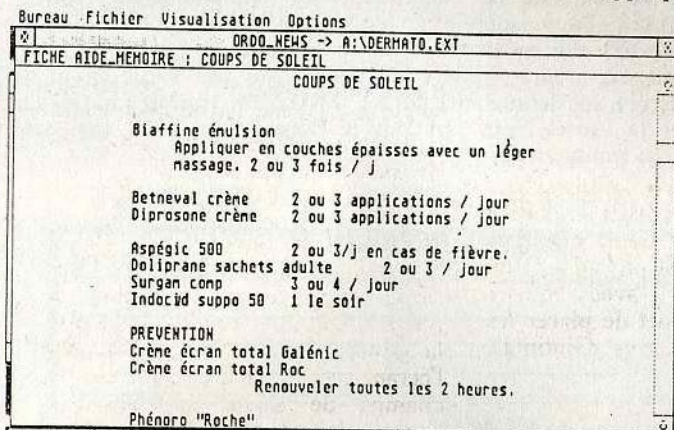 Bureau Fichier Visualisation Options
ORDO_NEWS -> A:\DERMATO.EXT
FICHE AIDE_MEMOIRE : COUPS DE SOLEIL
COUPS DE SOLEIL
Biaffine émulsion
Appliquer en couches épaisses avec un léger
massage. 2 ou 3 fois / j
Betneval crème 2 ou 3 applications / jour
Diprosone crème 2 ou 3 applications / jour
Aspégic 500 2 ou 3/j en cas de fièvre.
Doliprane sachets adulte 2 ou 3 / jour
Surgam comp 3 ou 4 / jour
Indocid suppo 50 1 le soir
PREVENTION
Crème écran total Galénic
Crème écran total Roc
Renouveler toutes les 2 heures.
Phénoro "Roche"